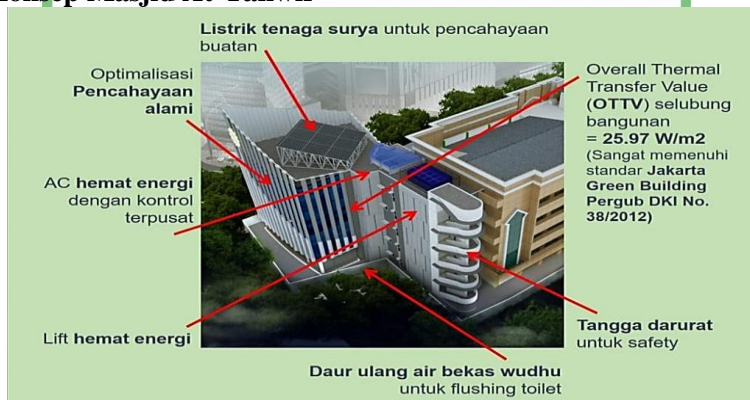 Listrik tenaga surya untuk pencahayaan
buatan
Optimalisasi
Pencahayaan
alami
AC hemat energi
dengan kontrol
terpusat
Lift hemat energi
Overall Thermal
Transfer Value
(OTTV) selubung
bangunan
= 25.97 W/m2
(Sangat memenuhi
standar Jakarta
Green Building
Pergub DKI No.
38/2012)
Tangga darurat
untuk safety
Daur ulang air bekas wudhu
untuk flushing toilet